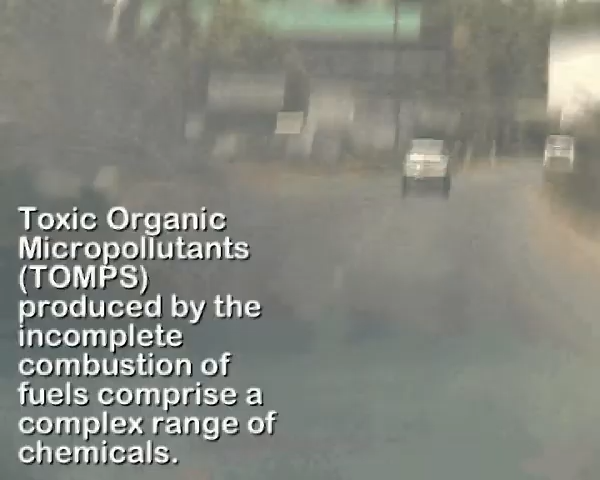 Toxic Organic
Micropollutants
(TOMPS)
produced by the
incomplete
combustion of
fuels comprise a
complex range of
chemicals.